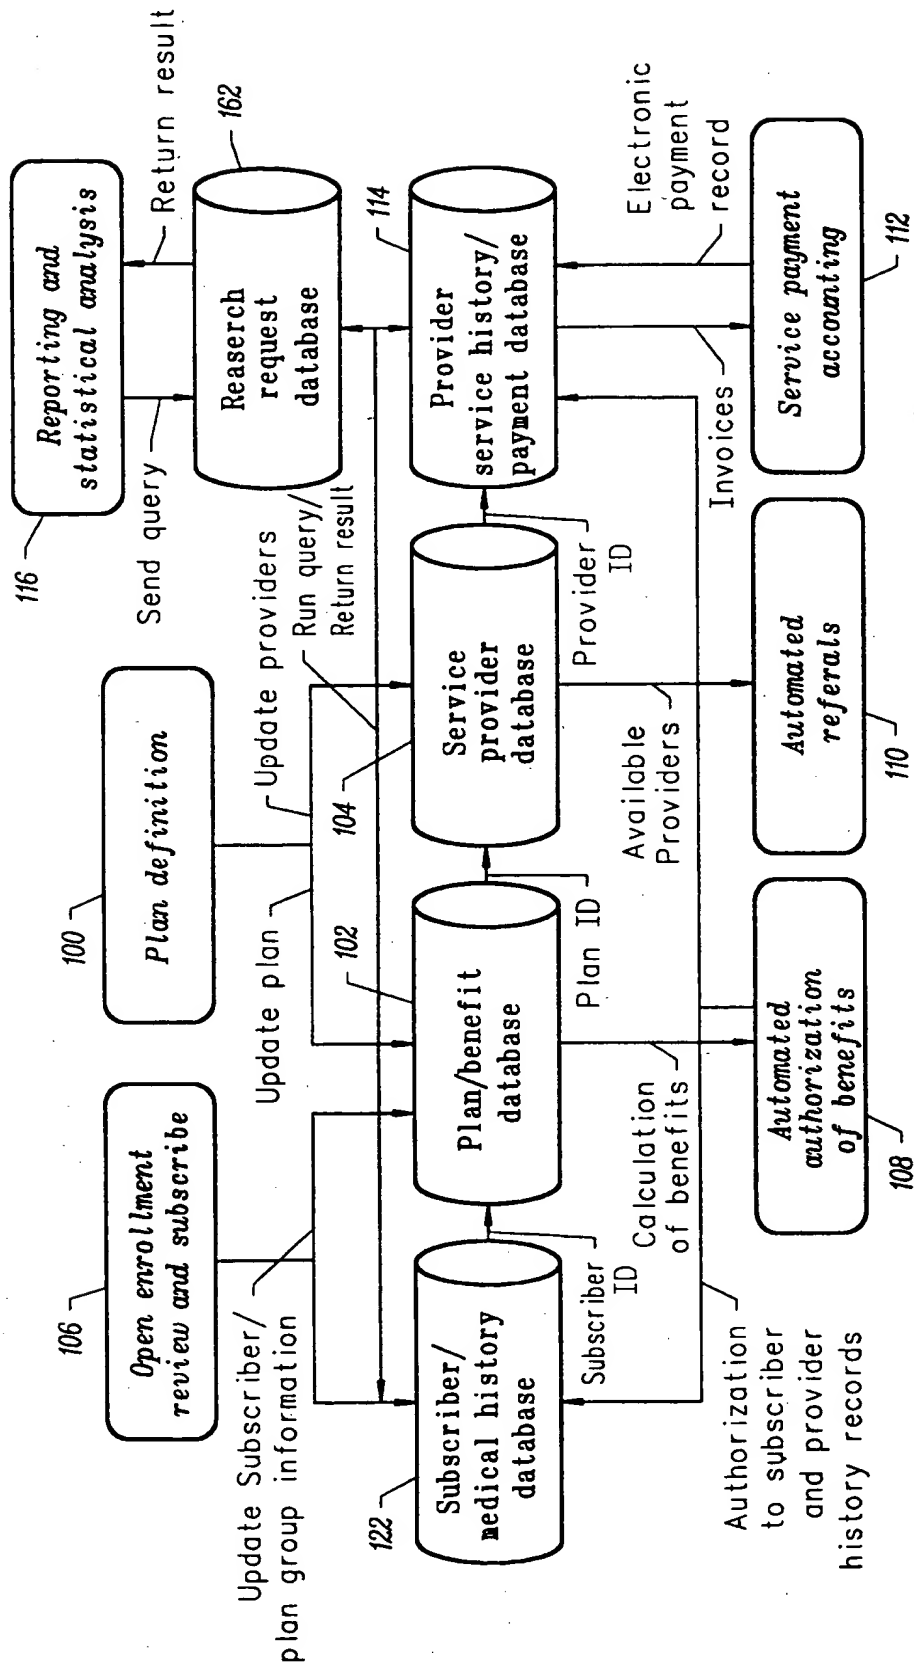 106
Open enrollment
review and subscribe
100
Plan definition
116
Reporting and
statistical analysis
Update Subscriber/
plan group information
Update plan
Update providers
Send query
Return result
Run query/
Return result
162
Reaserch
request
database
122
Subscriber/
medical history
database
102
Plan/benefit
database
104
Service
provider
database
114
Provider
service history/
payment database
Subscriber
ID
Plan ID
Provider
ID
Calculation
of benefits
Available
Providers
Invoices
Electronic
payment
record
Authorization
to subscriber
and provider
history records
Automated
authorization
of benefits
108
Automated
referals
110
Service payment
accounting
112